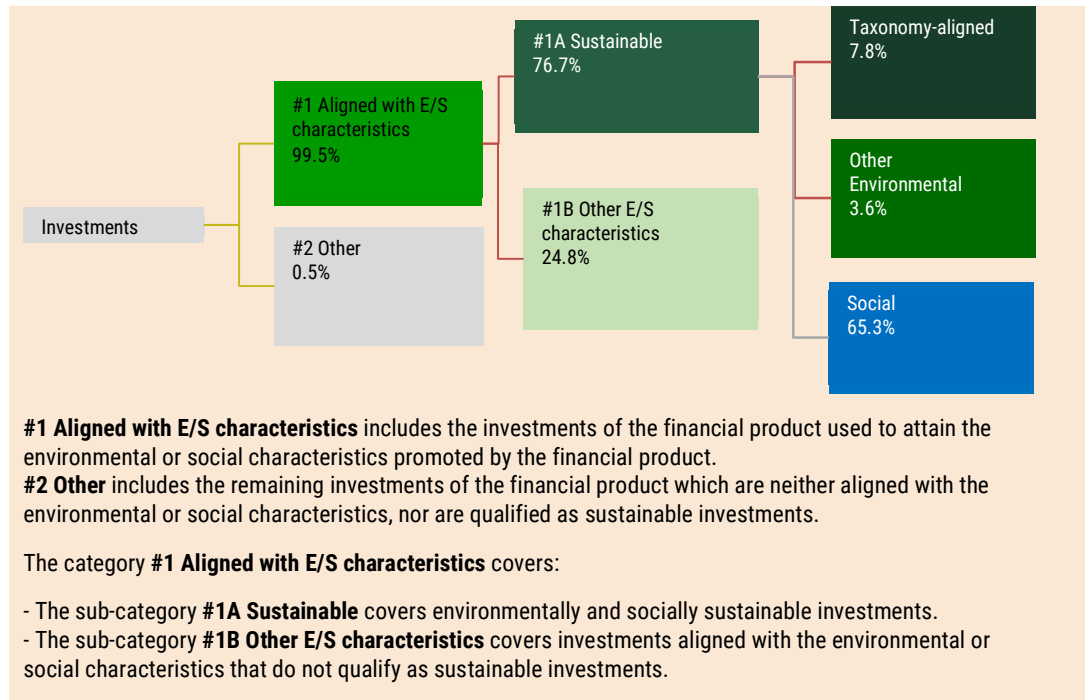 Investments
#1 Aligned with E/S
characteristics
99.5%
#2 Other
0.5%
#1A Sustainable
76.7%
#1B Other E/S
characteristics
24.8%
Taxonomy-aligned
7.8%
Other
Environmental
3.6%
Social
65.3%
#1 Aligned with E/S characteristics includes the investments of the financial product used to attain the
environmental or social characteristics promoted by the financial product.
#2 Other includes the remaining investments of the financial product which are neither aligned with the
environmental or social characteristics, nor are qualified as sustainable investments.
The category #1 Aligned with E/S characteristics covers:
- The sub-category #1A Sustainable covers environmentally and socially sustainable investments.
- The sub-category #1B Other E/S characteristics covers investments aligned with the environmental or
social characteristics that do not qualify as sustainable investments.